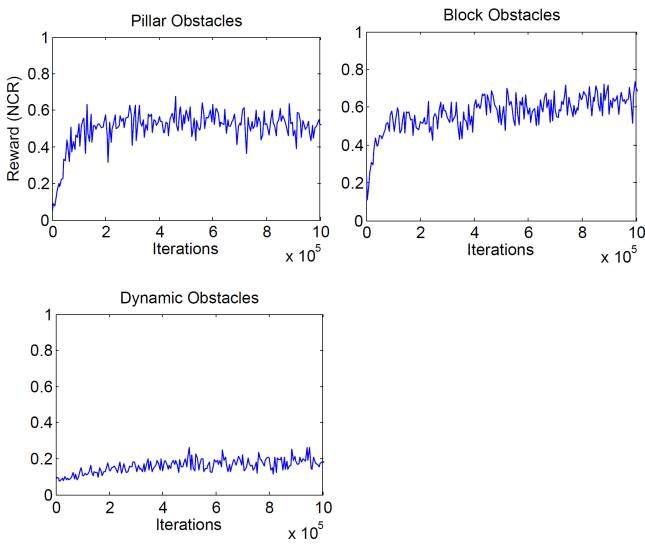 Pillar Obstacles
1
0.8
0.6
0.4
0.2
0
Reward (NCR)
0 2 4 6 8 10
Iterations
x 10^5
Block Obstacles
1
0.8
0.6
0.4
0.2
0
0 2 4 6 8 10
Iterations
x 10^5
Dynamic Obstacles
1
0.8
0.6
0.4
0.2
0
0 2 4 6 8 10
Iterations
x 10^5